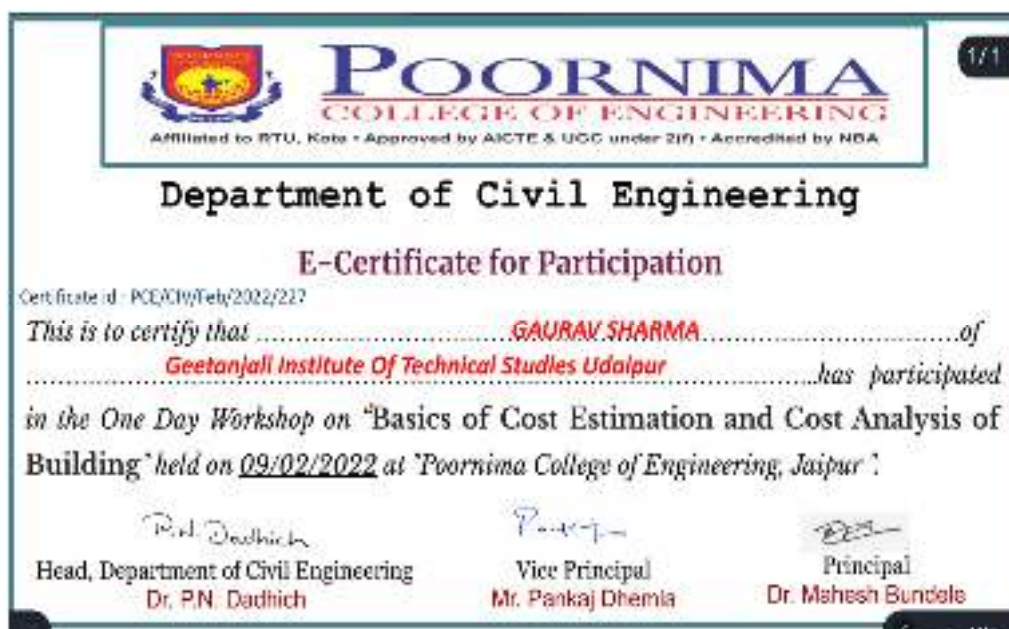 1/1
POORNIMA
COLLEGE OF ENGINEERING
Affiliated to RTU, Kota • Approved by AICTE & UGC under 2(f) • Accredited by NBA
Department of Civil Engineering
E-Certificate for Participation
Certificate id : PCE/CIV/Feb/2022/227
This is to certify that ........ GAURAV SHARMA ........ of
........ Geetanjali Institute Of Technical Studies Udaipur ........ has participated
in the One Day Workshop on "Basics of Cost Estimation and Cost Analysis of
Building" held on 09/02/2022 at "Poornima College of Engineering, Jaipur".
P.N. Dadhich Pankaj
Head, Department of Civil Engineering Vice Principal Principal
Dr. P.N. Dadhich Mr. Pankaj Dhemla Dr. Mahesh Bundele